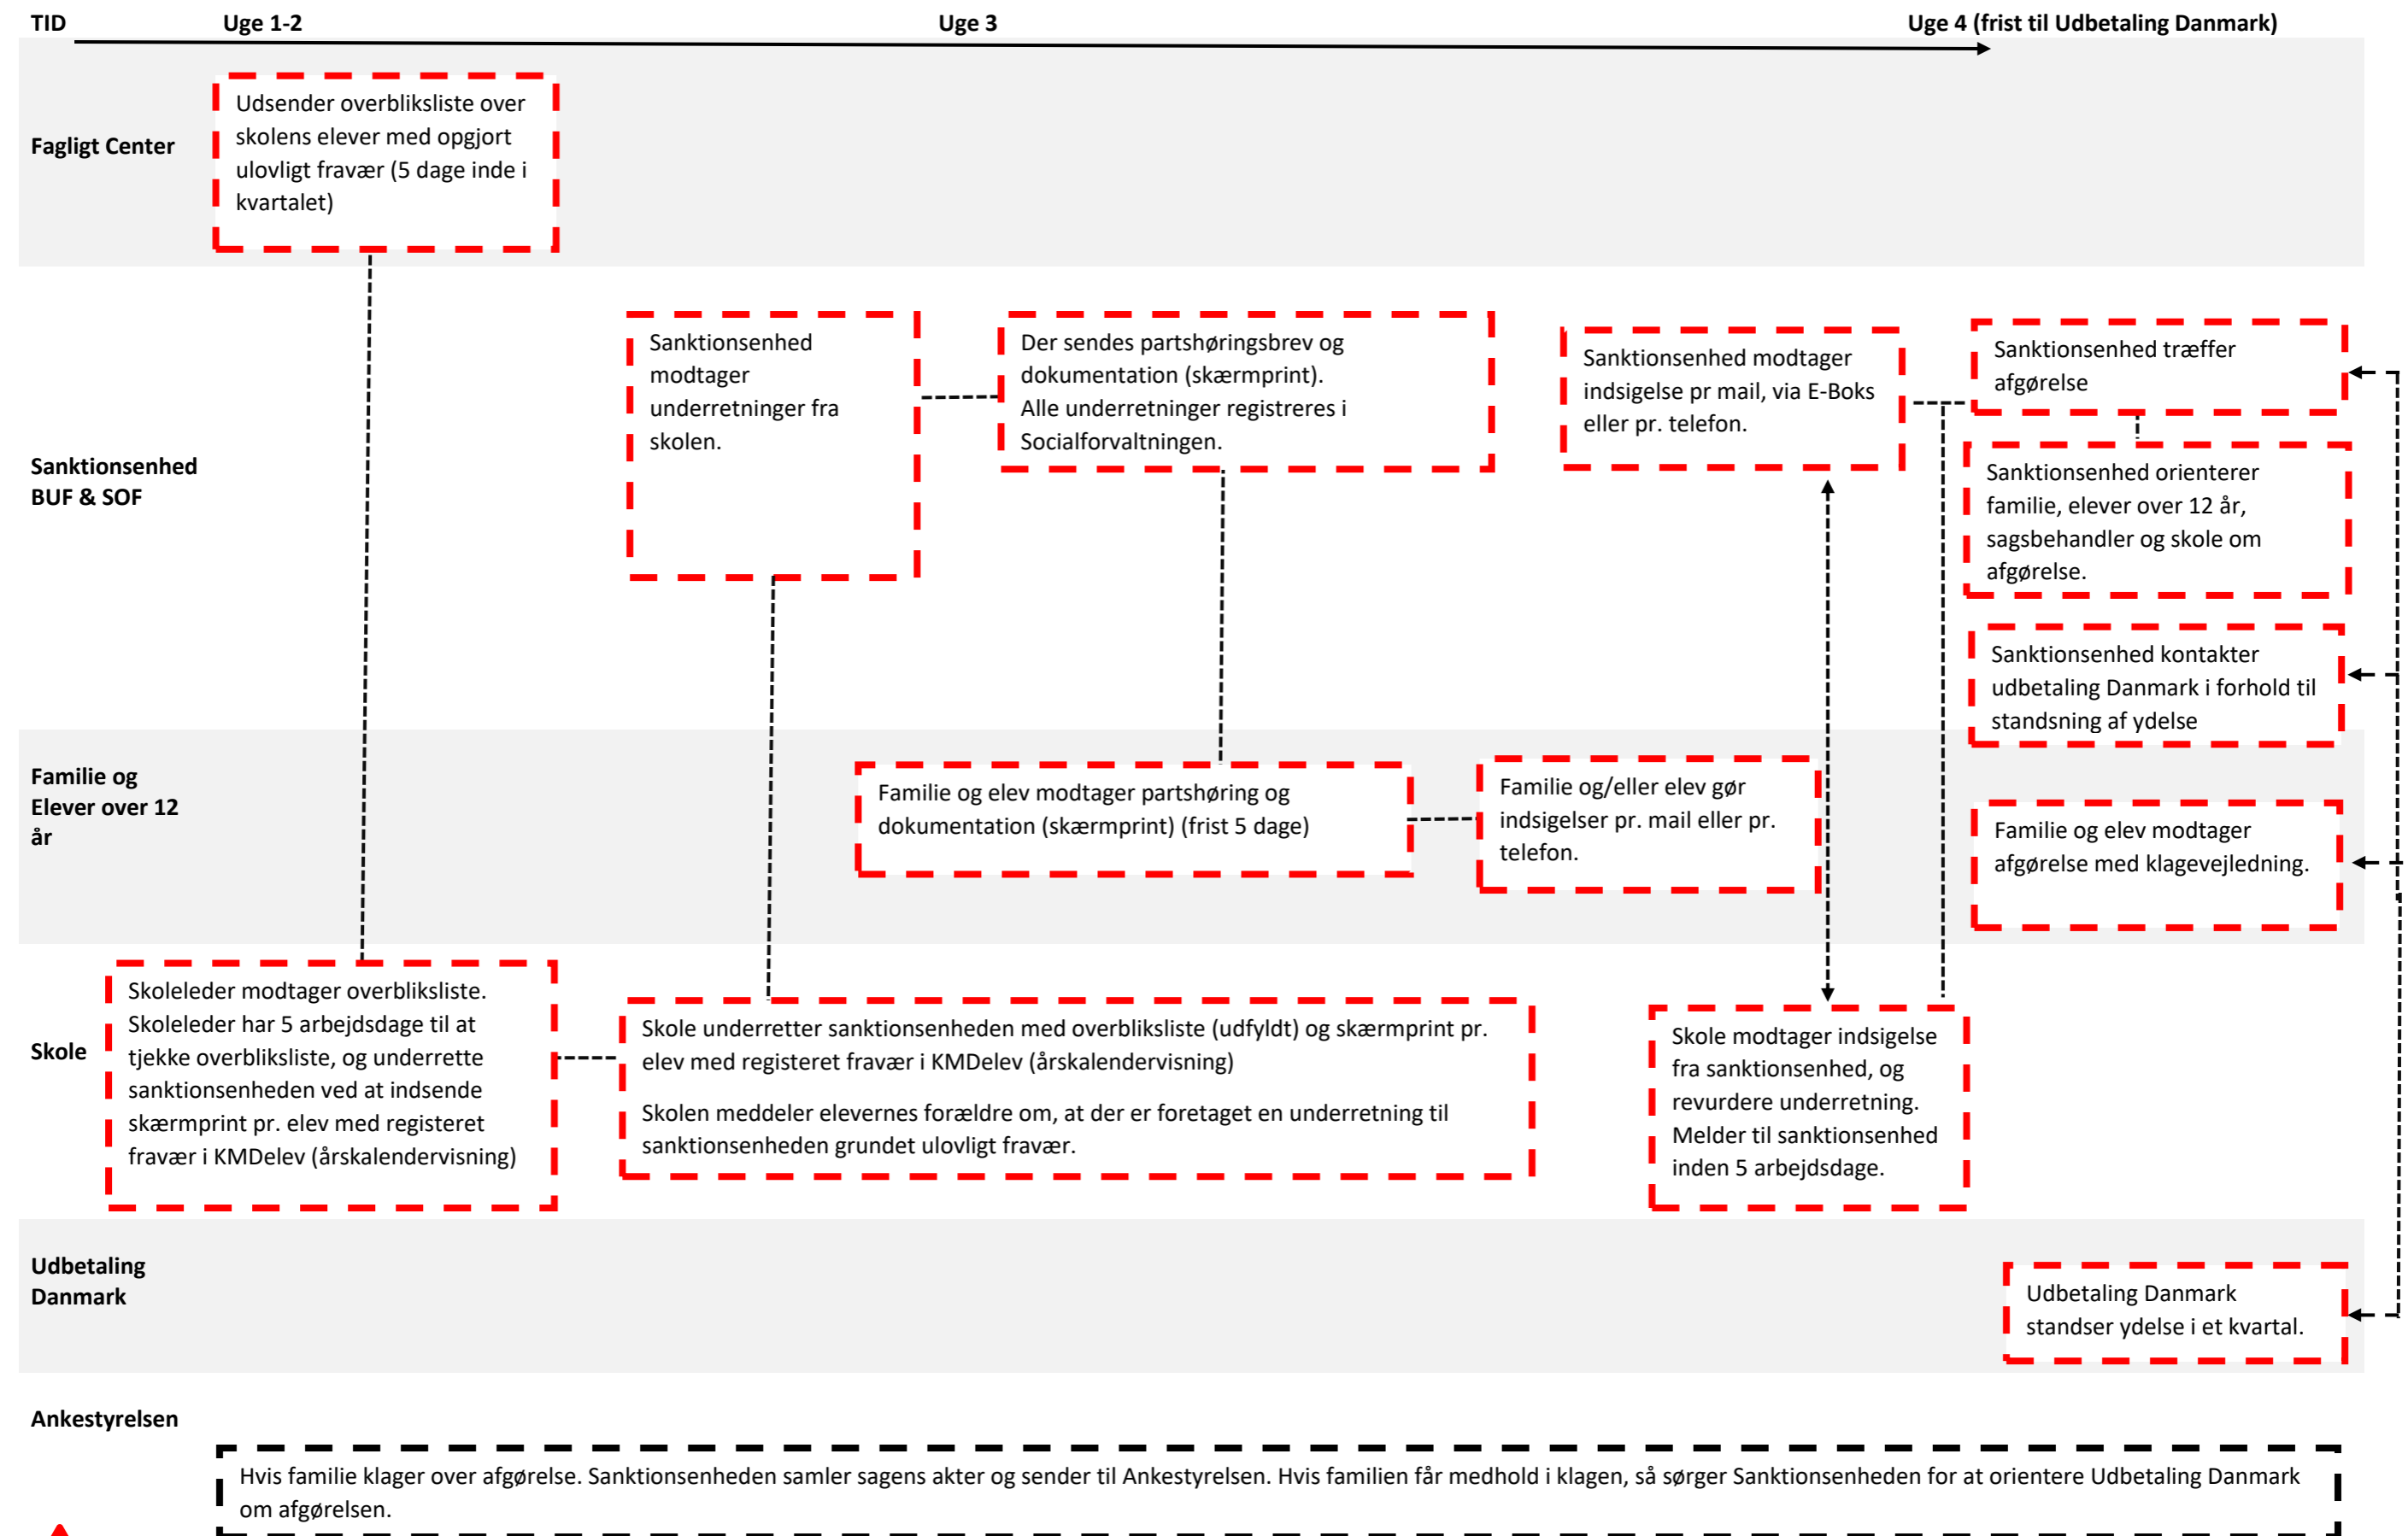 TID
Uge 1-2
Uge 3
Uge 4 (frist til Udbetaling Danmark)
Fagligt Center
Udsender overbliksliste over
skolens elever med opgjort
ulovligt fravær (5 dage inde i
kvartalet)
Sanktionsenhed
BUF & SOF
Sanktionsenhed
modtager
underretninger fra
skolen.
Der sendes partshøringsbrev og
dokumentation (skærmprint).
Alle underretninger registreres i
Socialforvaltningen.
Sanktionsenhed modtager
indsigelse pr mail, via E-Boks
eller pr. telefon.
Sanktionsenhed træffer
afgørelse
Sanktionsenhed orienterer
familie, elever over 12 år,
sagsbehandler og skole om
afgørelse.
Sanktionsenhed kontakter
udbetaling Danmark i forhold til
standsning af ydelse
Familie og
Elever over 12
år
Familie og elev modtager partshøring og
dokumentation (skærmprint) (frist 5 dage)
Familie og/eller elev gør
indsigelser pr. mail eller pr.
telefon.
Familie og elev modtager
afgørelse med klagevejledning.
Skole
Skoleleder modtager overbliksliste.
Skoleleder har 5 arbejdsdage til at
tjekke overbliksliste, og underrette
sanktionsenheden ved at indsende
skærmprint pr. elev med registeret
fravær i KMDelev (årskalendervisning)
Skole underretter sanktionsenheden med overbliksliste (udfyldt) og skærmprint pr.
elev med registeret fravær i KMDelev (årskalendervisning)
Skolen meddeler elevernes forældre om, at der er foretaget en underretning til
sanktionsenheden grundet ulovligt fravær.
Skole modtager indsigelse
fra sanktionsenhed, og
revurdere underretning.
Melder til sanktionsenhed
inden 5 arbejdsdage.
Udbetaling
Danmark
Udbetaling Danmark
standser ydelse i et kvartal.
Ankestyrelsen
Hvis familie klager over afgørelse. Sanktionsenheden samler sagens akter og sender til Ankestyrelsen. Hvis familien får medhold i klagen, så sørger Sanktionsenheden for at orientere Udbetaling Danmark
om afgørelsen.